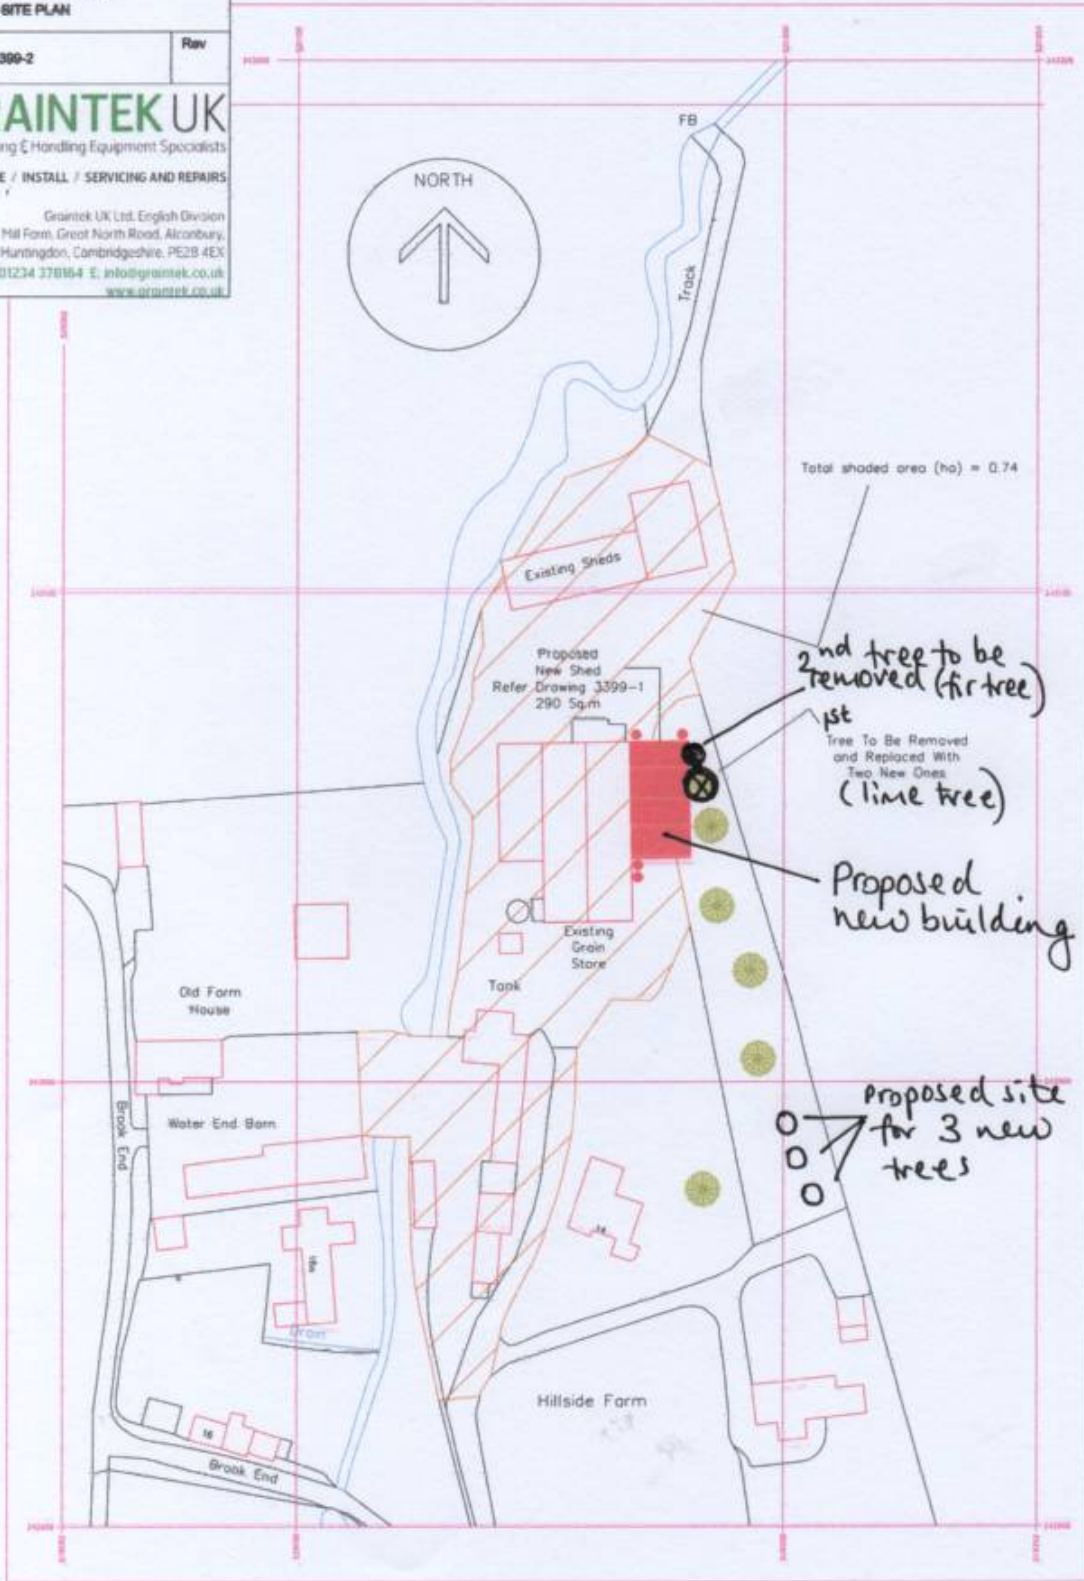 SITE PLAN
399-2
Rev
AINTEK UK
ng & Handling Equipment Specialists
E / INSTALL / SERVICING AND REPAIRS
Graintek UK Ltd. English Division
Mill Farm, Great North Road, Alconbury,
Huntingdon, Cambridgeshire, PE28 4EX
01234 378164 E: info@graintek.co.uk
www.graintek.co.uk
NORTH
FB
Track
Total shaded area (ha) = 0.74
Existing Sheds
Proposed
New Shed
Refer Drawing 3399-1
290 Sq.m
2nd tree to be
removed (fir tree)
1st
Tree To Be Removed
and Replaced With
Two New Ones
(lime tree)
Proposed
new building
Existing
Grain
Store
Tank
Old Farm
House
Brook End
Water End Barn
Proposed site
for 3 new
trees
14
16a
Drain
Hillside Farm
16
Brook End